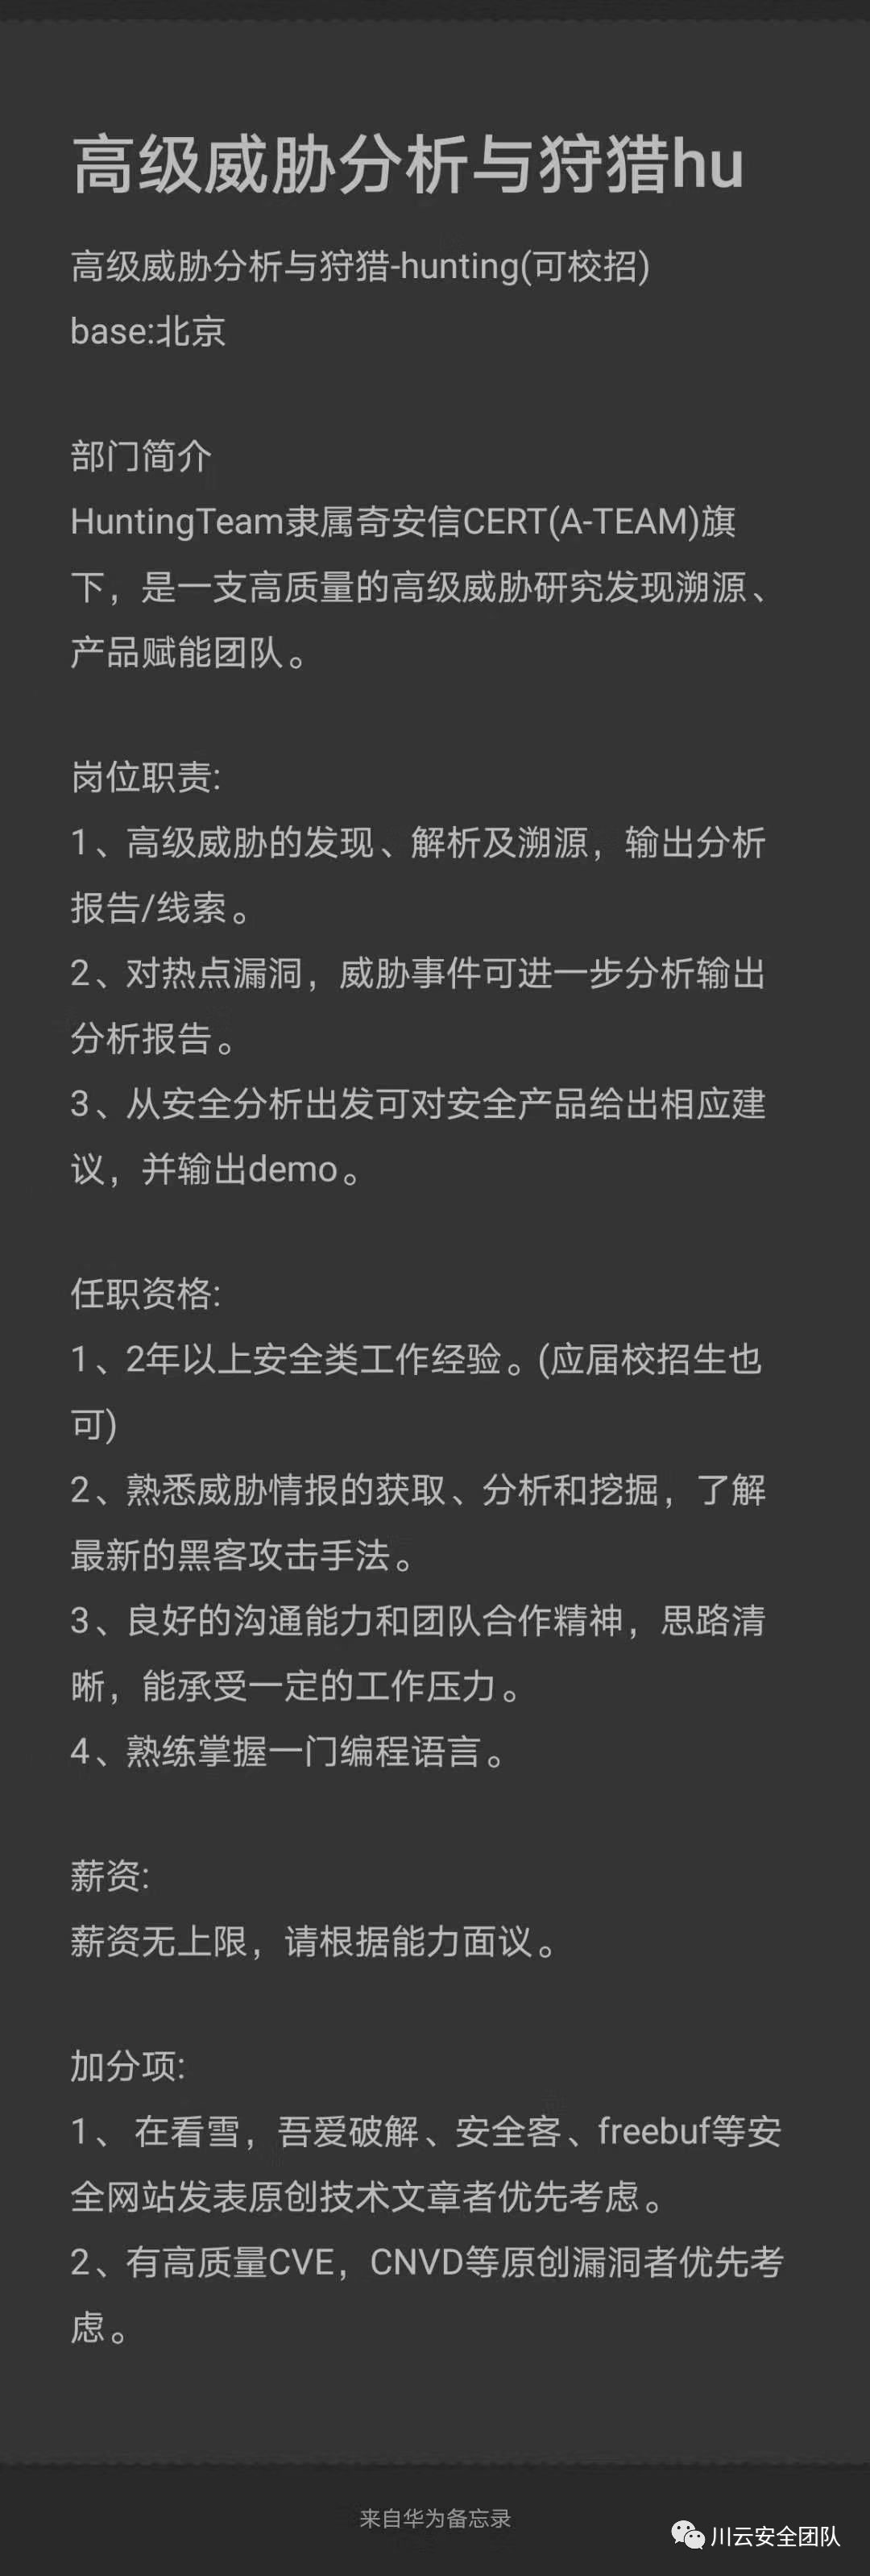 高级威胁分析与狩猎hu
高级威胁分析与狩猎-hunting(可校招)
base:北京
部门简介
HuntingTeam隶属奇安信CERT(A-TEAM)旗
下，是一支高质量的高级威胁研究发现溯源、
产品赋能团队。
岗位职责:
1、高级威胁的发现、解析及溯源，输出分析
报告/线索。
2、对热点漏洞，威胁事件可进一步分析输出
分析报告。
3、从安全分析出发可对安全产品给出相应建
议，并输出demo。
任职资格:
1、2年以上安全类工作经验。(应届校招生也
可)
2、熟悉威胁情报的获取、分析和挖掘，了解
最新的黑客攻击手法。
3、良好的沟通能力和团队合作精神，思路清
晰，能承受一定的工作压力。
4、熟练掌握一门编程语言。
薪资:
薪资无上限，请根据能力面议。
加分项:
1、 在看雪，吾爱破解、安全客、freebuf等安
全网站发表原创技术文章者优先考虑。
2、有高质量CVE，CNVD等原创漏洞者优先考
虑。
来自华为备忘录
川云安全团队